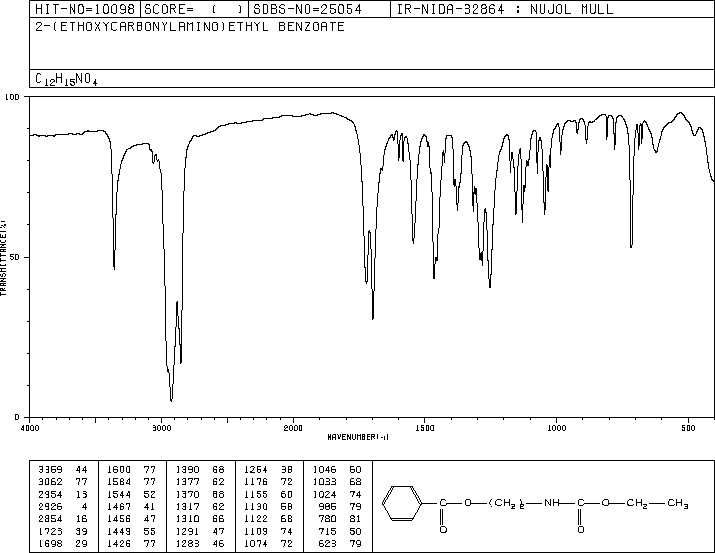 HIT-NO=10098 SCORE= ( ) SDBS-NO=25054 IR-NIDA-32864 : NUJOL MULL
2-(ETHOXYCARBONYLAMINO)ETHYL BENZOATE
C12H15NO4
100
50
0
TRANSMITTANCE(%)
4000 3000 2000 1500 1000 500
WAVENUMBER(-1)
3369 44 1600 77 1390 68 1254 38 1046 60
3062 77 1584 77 1377 62 1176 72 1033 68
2954 13 1544 52 1370 68 1155 60 1024 74
2926 4 1467 41 1317 62 1130 58 986 79
2854 16 1456 47 1310 66 1122 68 780 81
1723 39 1449 55 1291 47 1109 74 715 50
1698 29 1426 77 1283 46 1074 72 623 79
C O (CH2)2 NH C O CH2 CH3
O O